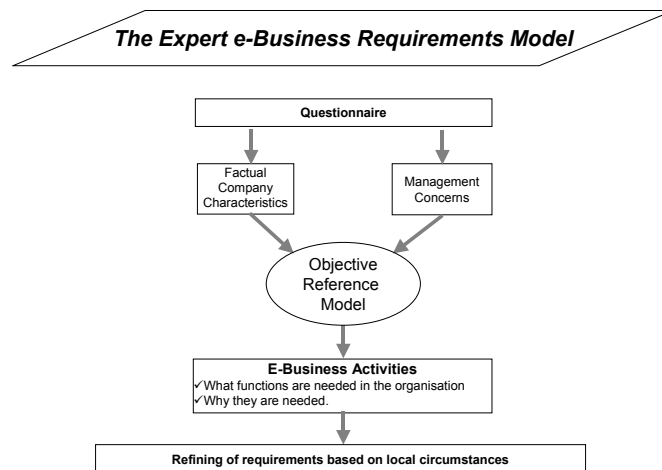 The Expert e-Business Requirements Model
Questionnaire
Factual
Company
Characteristics
Management
Concerns
Objective
Reference
Model
E-Business Activities
✓What functions are needed in the organisation
✓Why they are needed.
Refining of requirements based on local circumstances